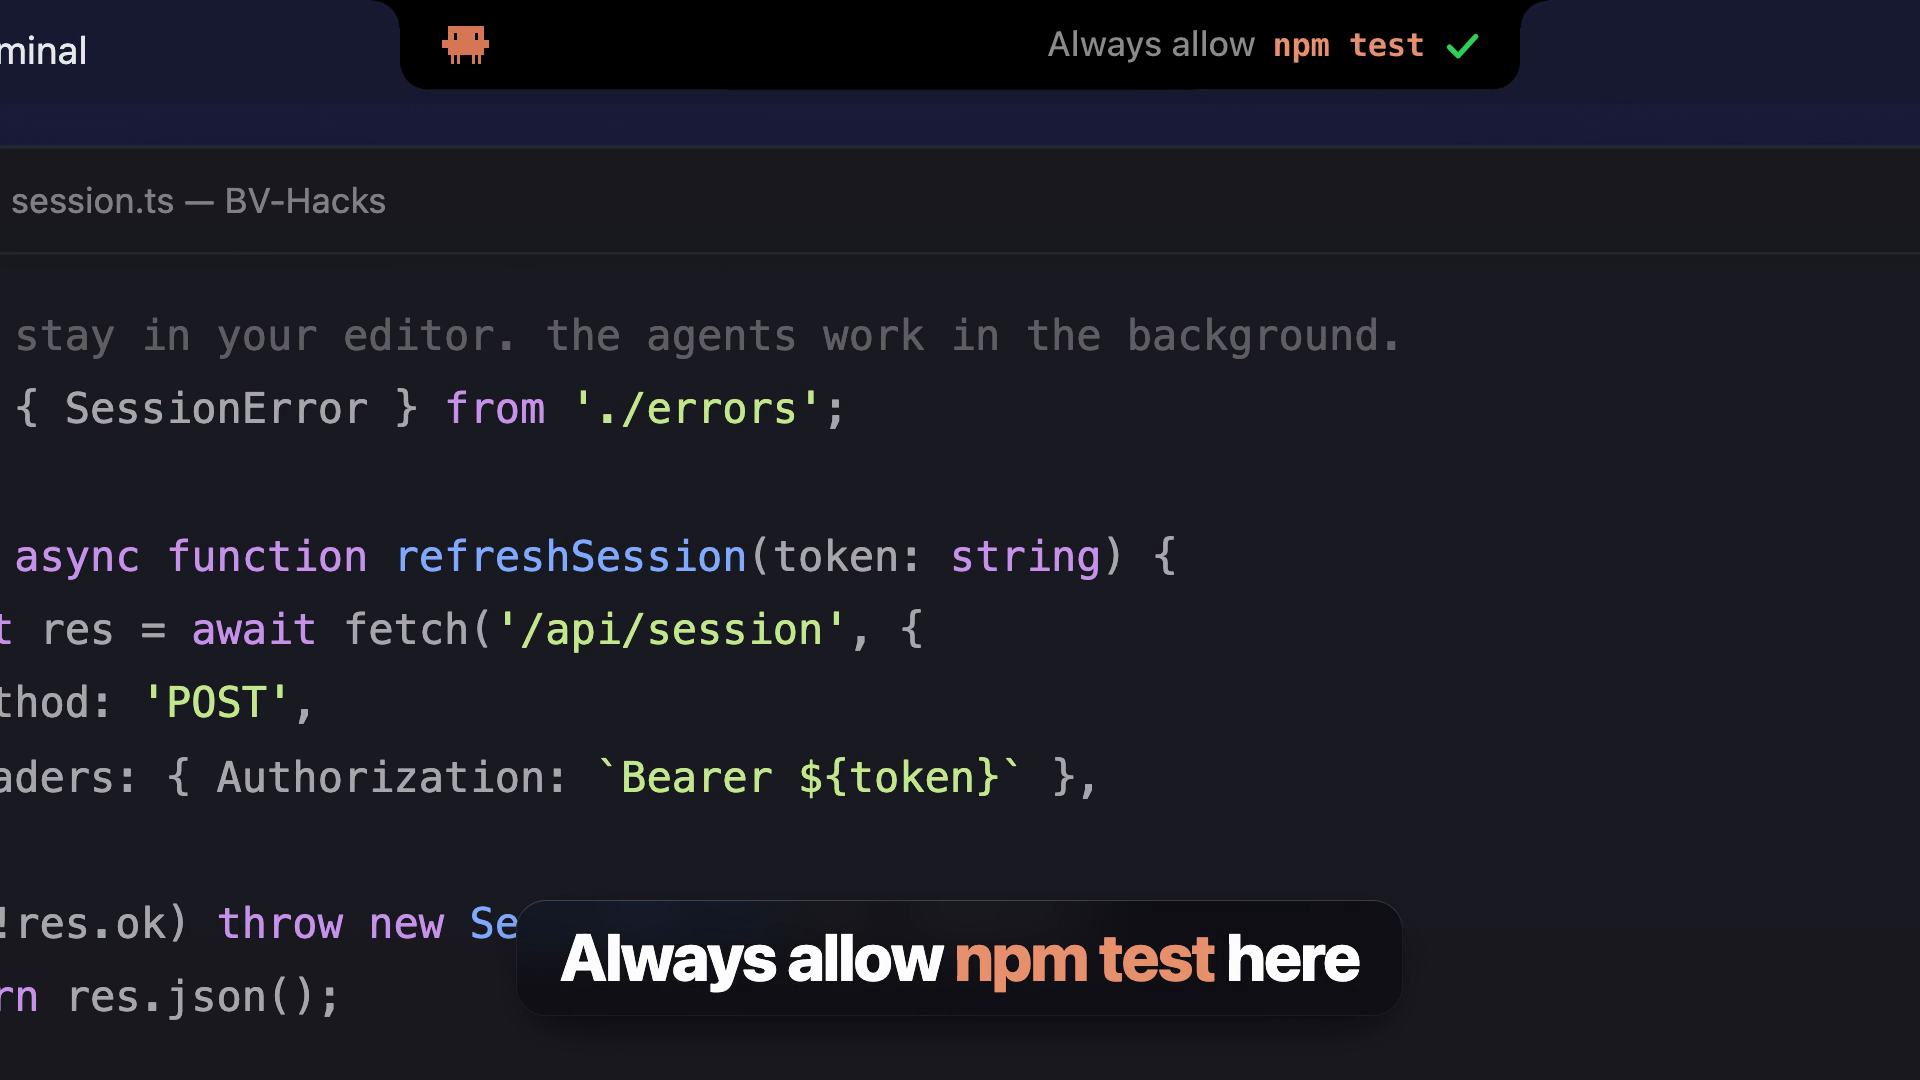 minal
Always allow npm test
session.ts — BV-Hacks
stay in your editor. the agents work in the background.
{ SessionError } from './errors';
async function refreshSession(token: string) {
t res = await fetch('/api/session', {
thod: 'POST',
aders: { Authorization: `Bearer ${token}` },
!res.ok) throw new Se
Always allow npm test here
rn res.json();